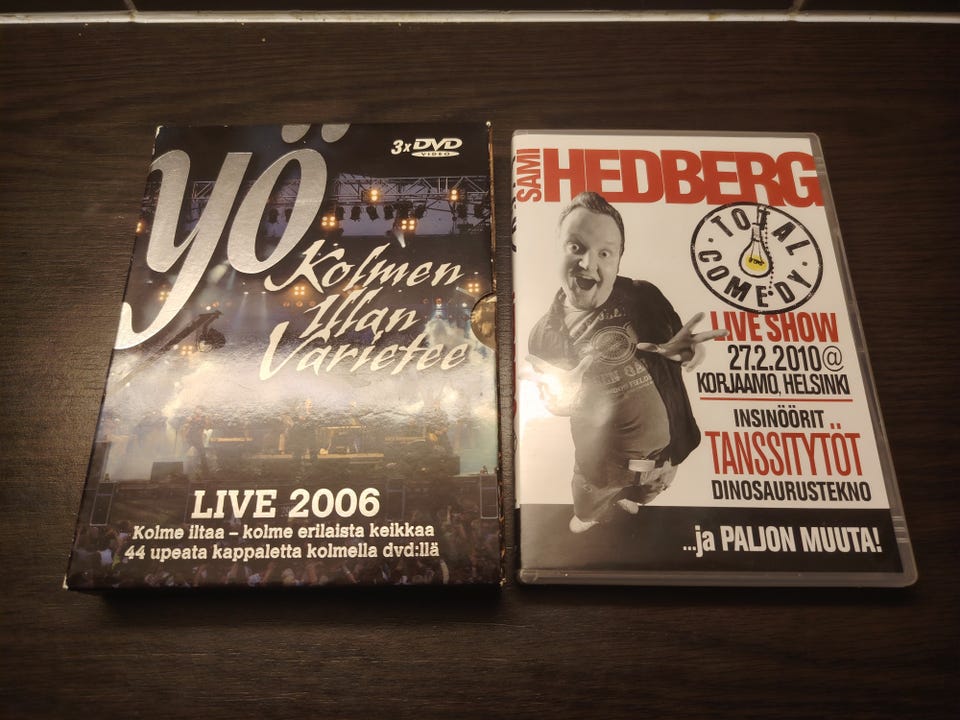 yö
3xDVD
VIDEO
Kolmen
Illan
Varietee
LIVE 2006
Kolme iltaa – kolme erilaista keikkaa
44 upeata kappaletta kolmella dvd:llä
SAMI
HEDBERG
TOTAL
COMEDY
LIVE SHOW
27.2.2010@
KORJAAMO, HELSINKI
INSINÖÖRIT
TANSSITYTÖT
DINOSAURUSTEKNO
...ja PALJON MUUTA!